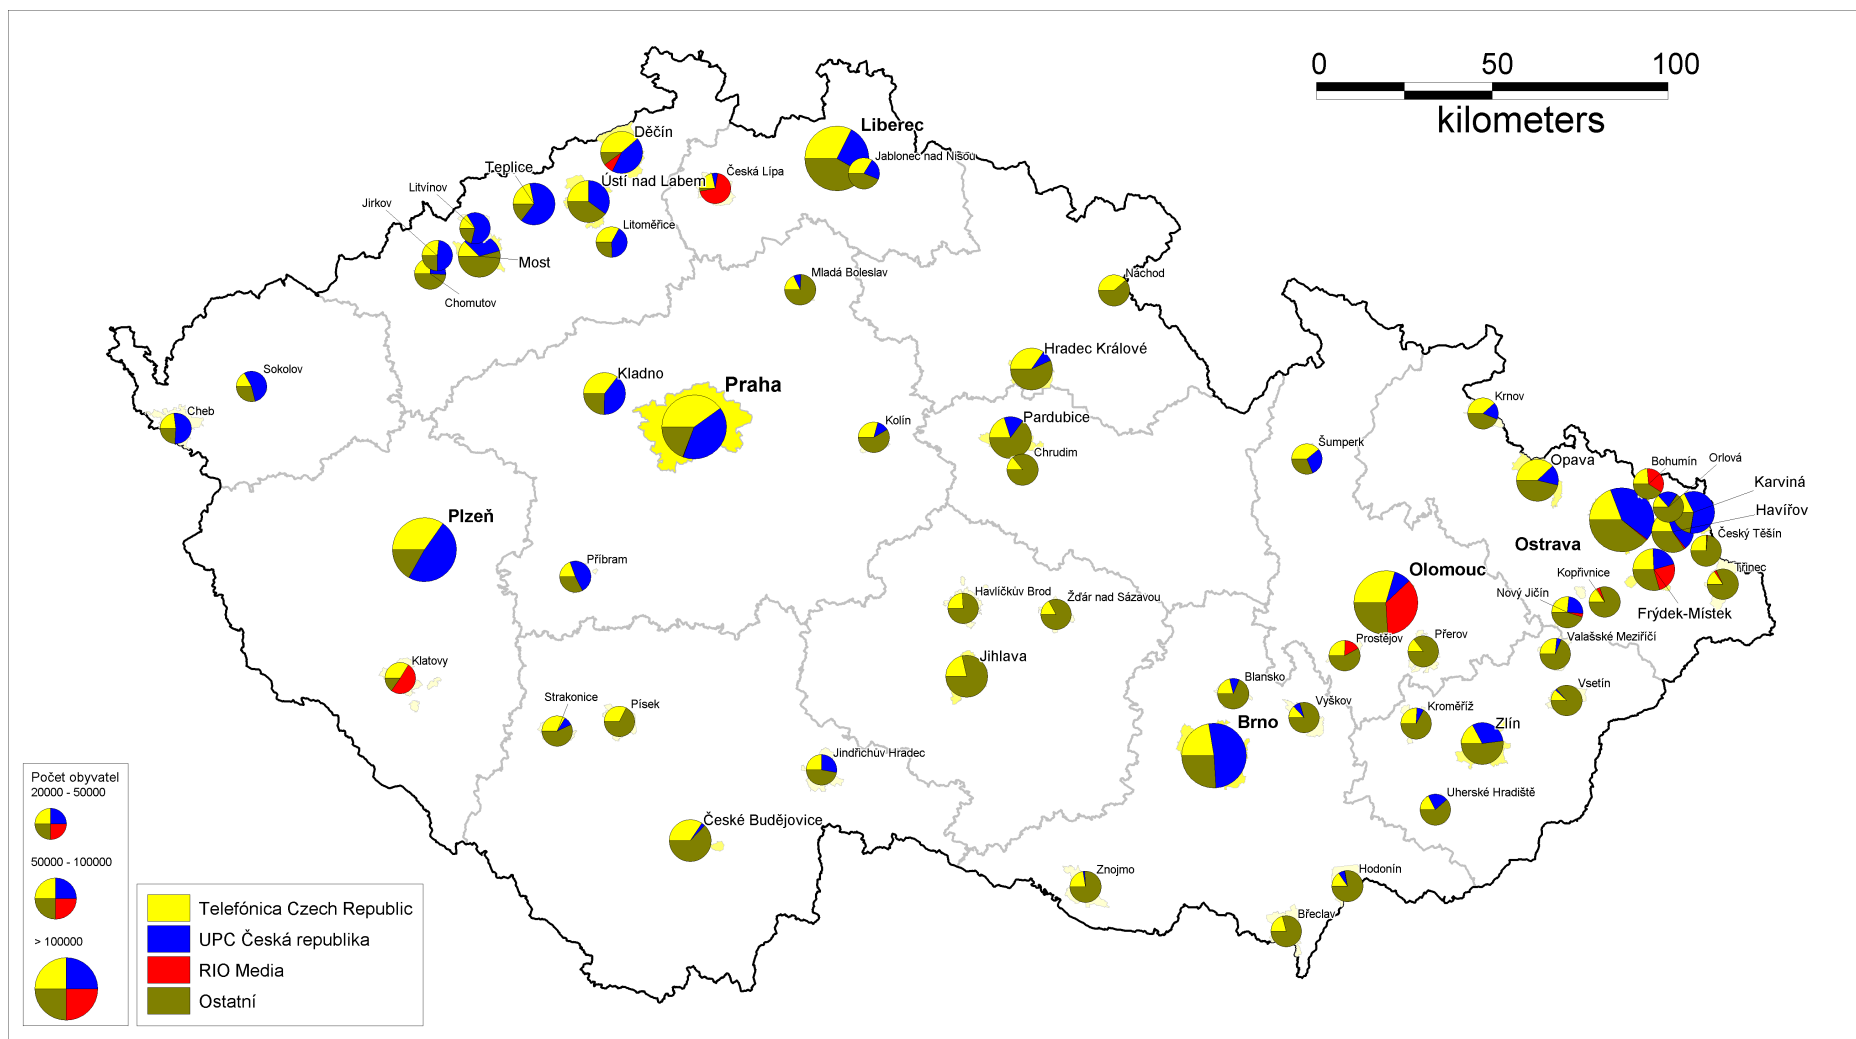 0 50 100
kilometers
Děčín
Liberec
Jablonec nad Nisou
Teplice
Ústí nad Labem
Česká Lípa
Litvínov
Jirkov
Litoměřice
Most
Chomutov
Mladá Boleslav
Náchod
Hradec Králové
Sokolov
Kladno
Praha
Cheb
Kolín
Pardubice
Chrudim
Krnov
Šumperk
Opava
Bohumín
Orlová
Karviná
Havířov
Český Těšín
Ostrava
Plzeň
Příbram
Třinec
Olomouc
Kopřivnice
Nový Jičín
Frýdek-Místek
Havlíčkův Brod
Žďár nad Sázavou
Prostějov
Přerov
Valašské Meziříčí
Jihlava
Klatovy
Blansko
Vsetín
Strakonice
Písek
Vyškov
Kroměříž
Brno
Zlín
Jindřichův Hradec
Uherské Hradiště
České Budějovice
Znojmo
Hodonín
Břeclav
Počet obyvatel
20000 - 50000
50000 - 100000
> 100000
Telefónica Czech Republic
UPC Česká republika
RIO Media
Ostatní